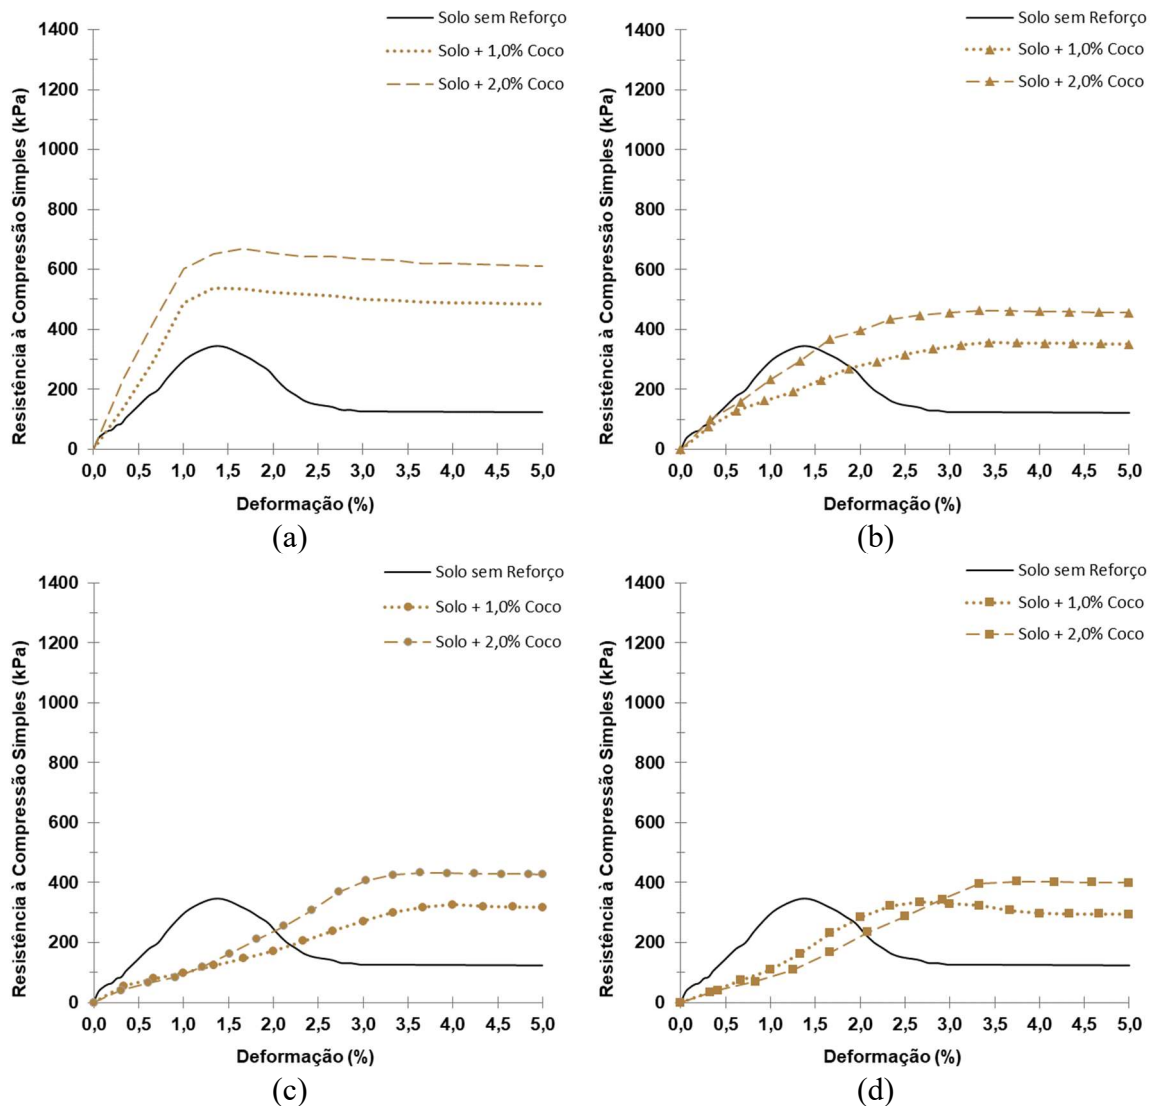 Solo sem Reforço
Solo + 1,0% Coco
Solo + 2,0% Coco
Resistência à Compressão Simples (kPa)
1400
1200
1000
800
600
400
200
0
0,0 0,5 1,0 1,5 2,0 2,5 3,0 3,5 4,0 4,5 5,0
Deformação (%)
(a)
Solo sem Reforço
Solo + 1,0% Coco
Solo + 2,0% Coco
Resistência à Compressão Simples (kPa)
1400
1200
1000
800
600
400
200
0
0,0 0,5 1,0 1,5 2,0 2,5 3,0 3,5 4,0 4,5 5,0
Deformação (%)
(b)
Solo sem Reforço
Solo + 1,0% Coco
Solo + 2,0% Coco
Resistência à Compressão Simples (kPa)
1400
1200
1000
800
600
400
200
0
0,0 0,5 1,0 1,5 2,0 2,5 3,0 3,5 4,0 4,5 5,0
Deformação (%)
(c)
Solo sem Reforço
Solo + 1,0% Coco
Solo + 2,0% Coco
Resistência à Compressão Simples (kPa)
1400
1200
1000
800
600
400
200
0
0,0 0,5 1,0 1,5 2,0 2,5 3,0 3,5 4,0 4,5 5,0
Deformação (%)
(d)